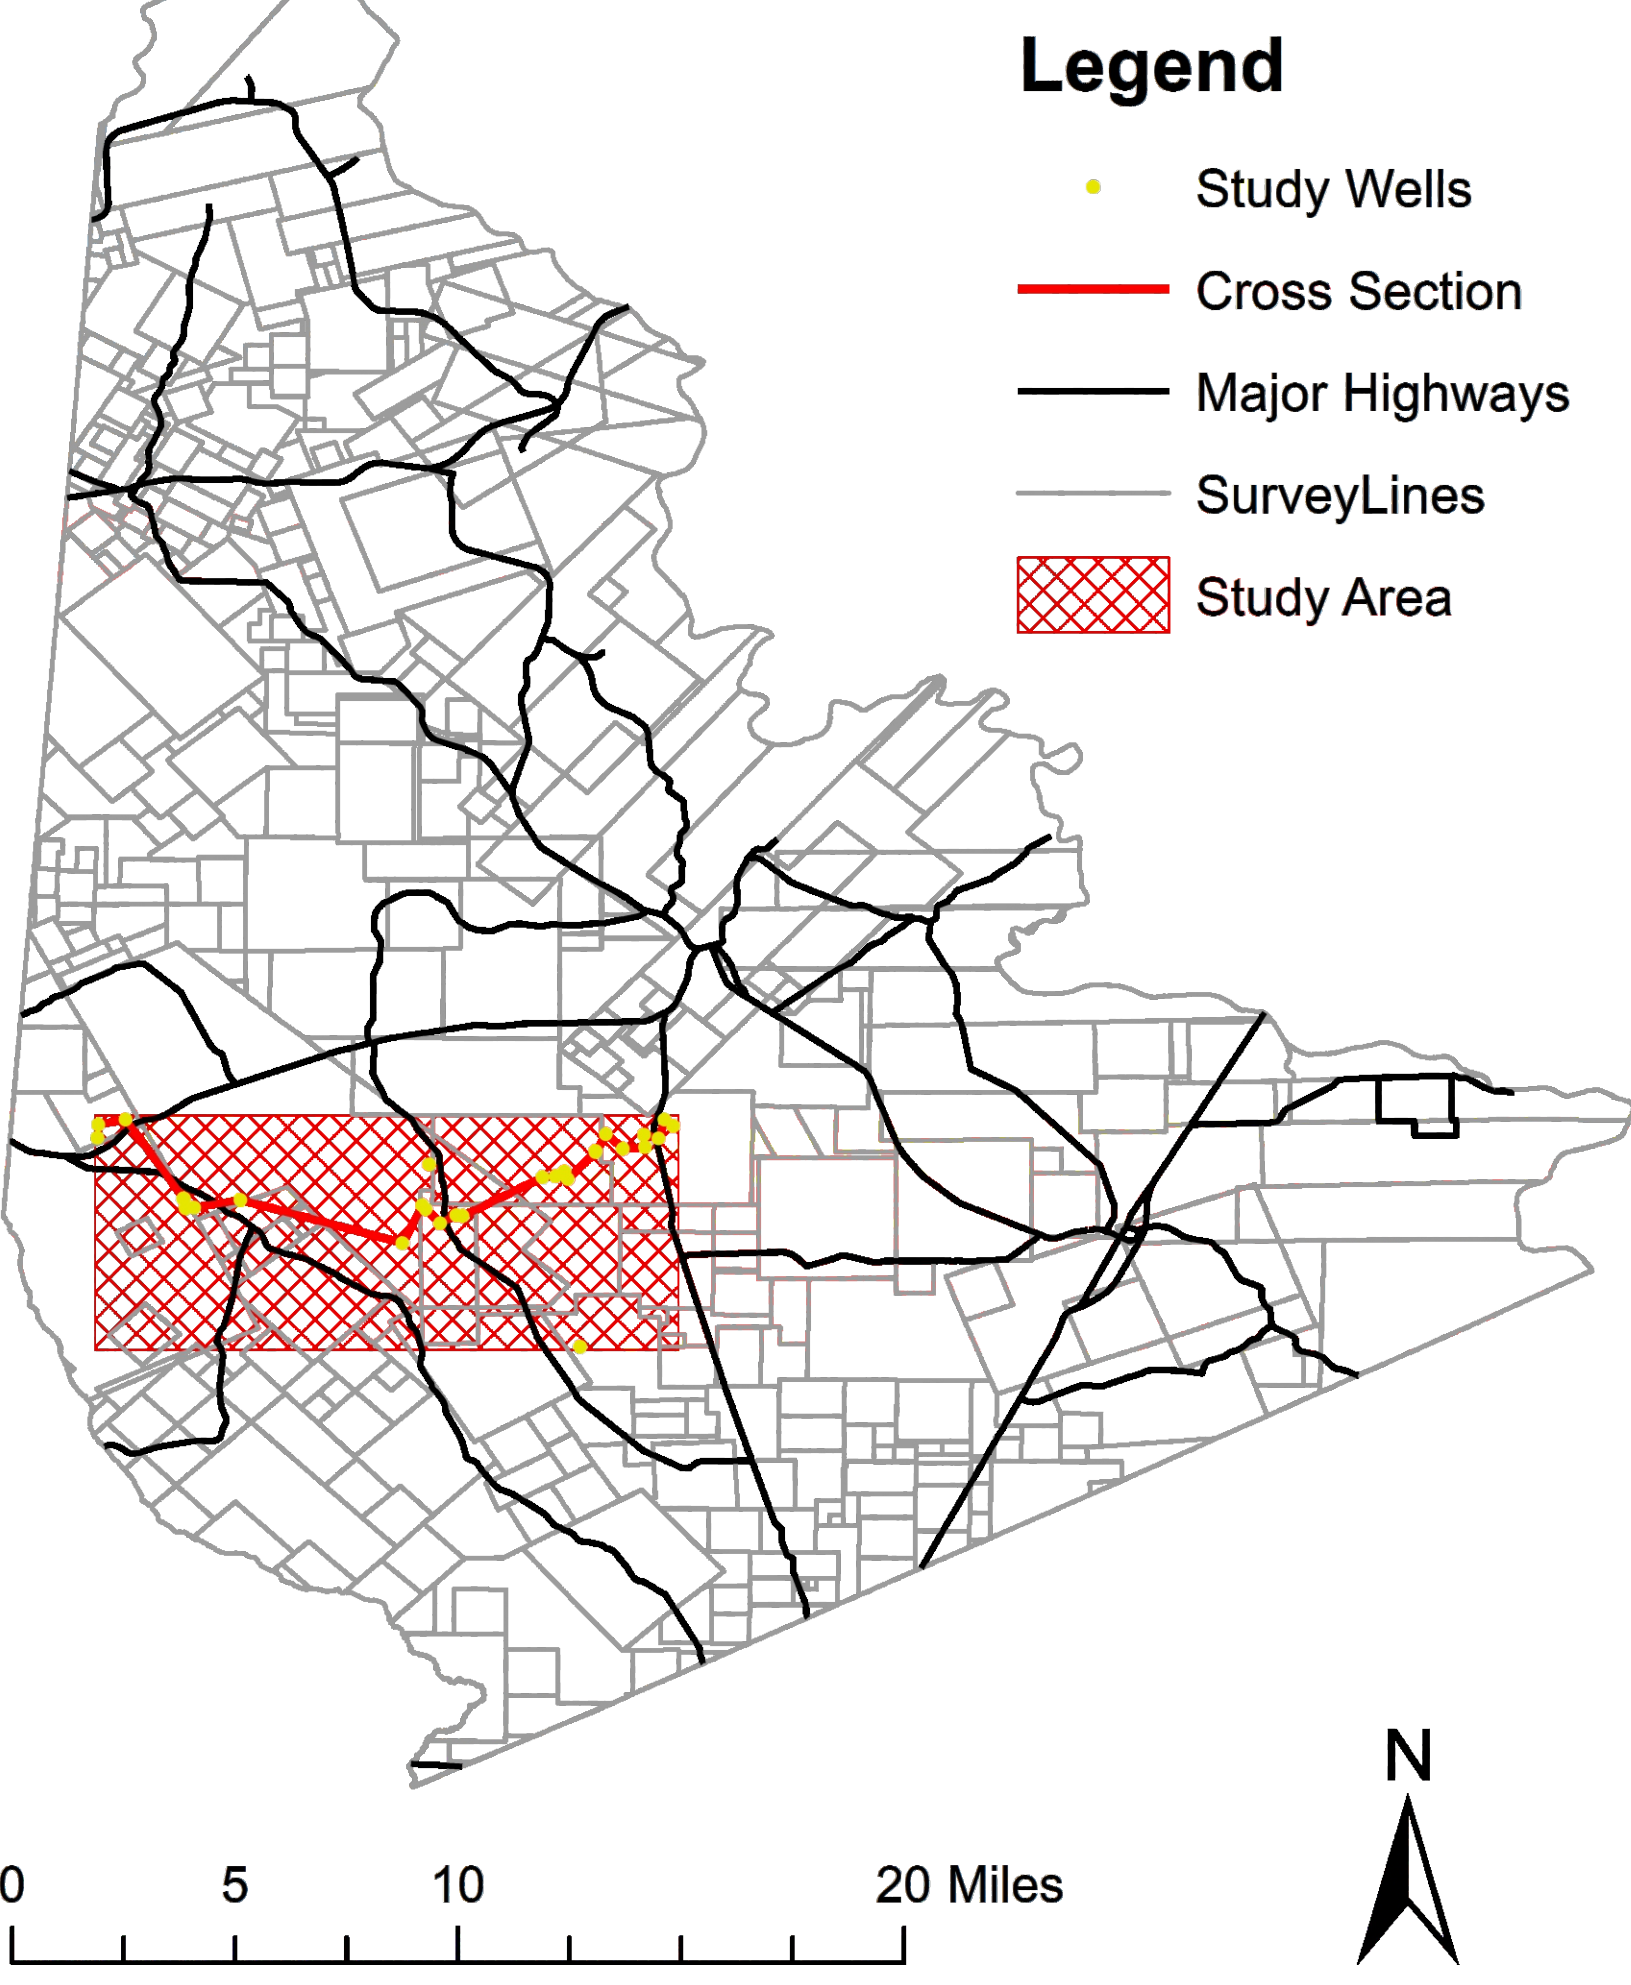 Legend
Study Wells
Cross Section
Major Highways
SurveyLines
Study Area
N
0 5 10 20 Miles